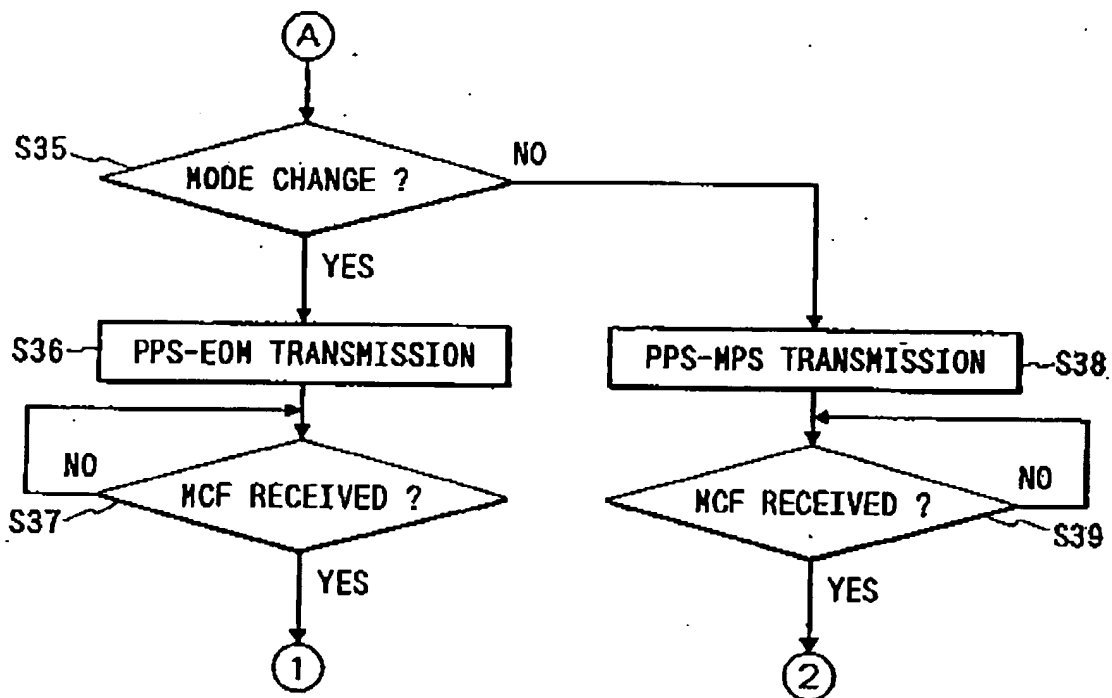 A
S35
MODE CHANGE ?
NO
YES
S36
PPS-EOM TRANSMISSION
PPS-MPS TRANSMISSION
S38
NO
MCF RECEIVED ?
S37
MCF RECEIVED ?
NO
S39
YES
YES
1
2